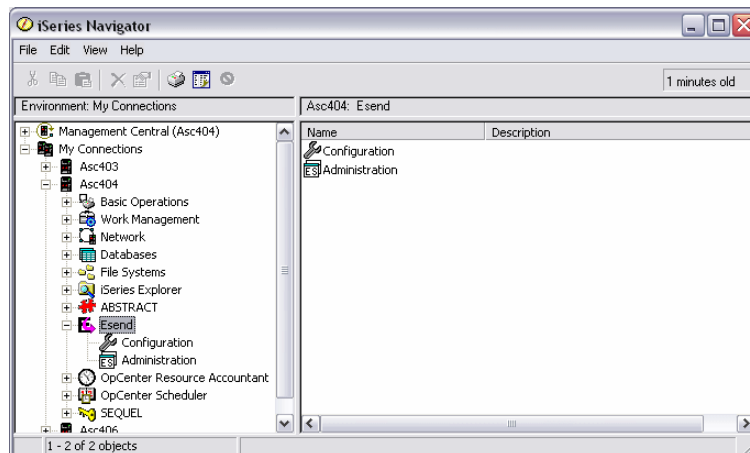 iSeries Navigator
File Edit View Help
1 minutes old
Environment: My Connections
Asc404: Esend
Management Central (Asc404)
My Connections
Asc403
Asc404
Basic Operations
Work Management
Network
Databases
File Systems
iSeries Explorer
ABSTRACT
Esend
Configuration
Administration
OpCenter Resource Accountant
OpCenter Scheduler
SEQUEL
Asc406
Name Description
Configuration
ES Administration
1 - 2 of 2 objects